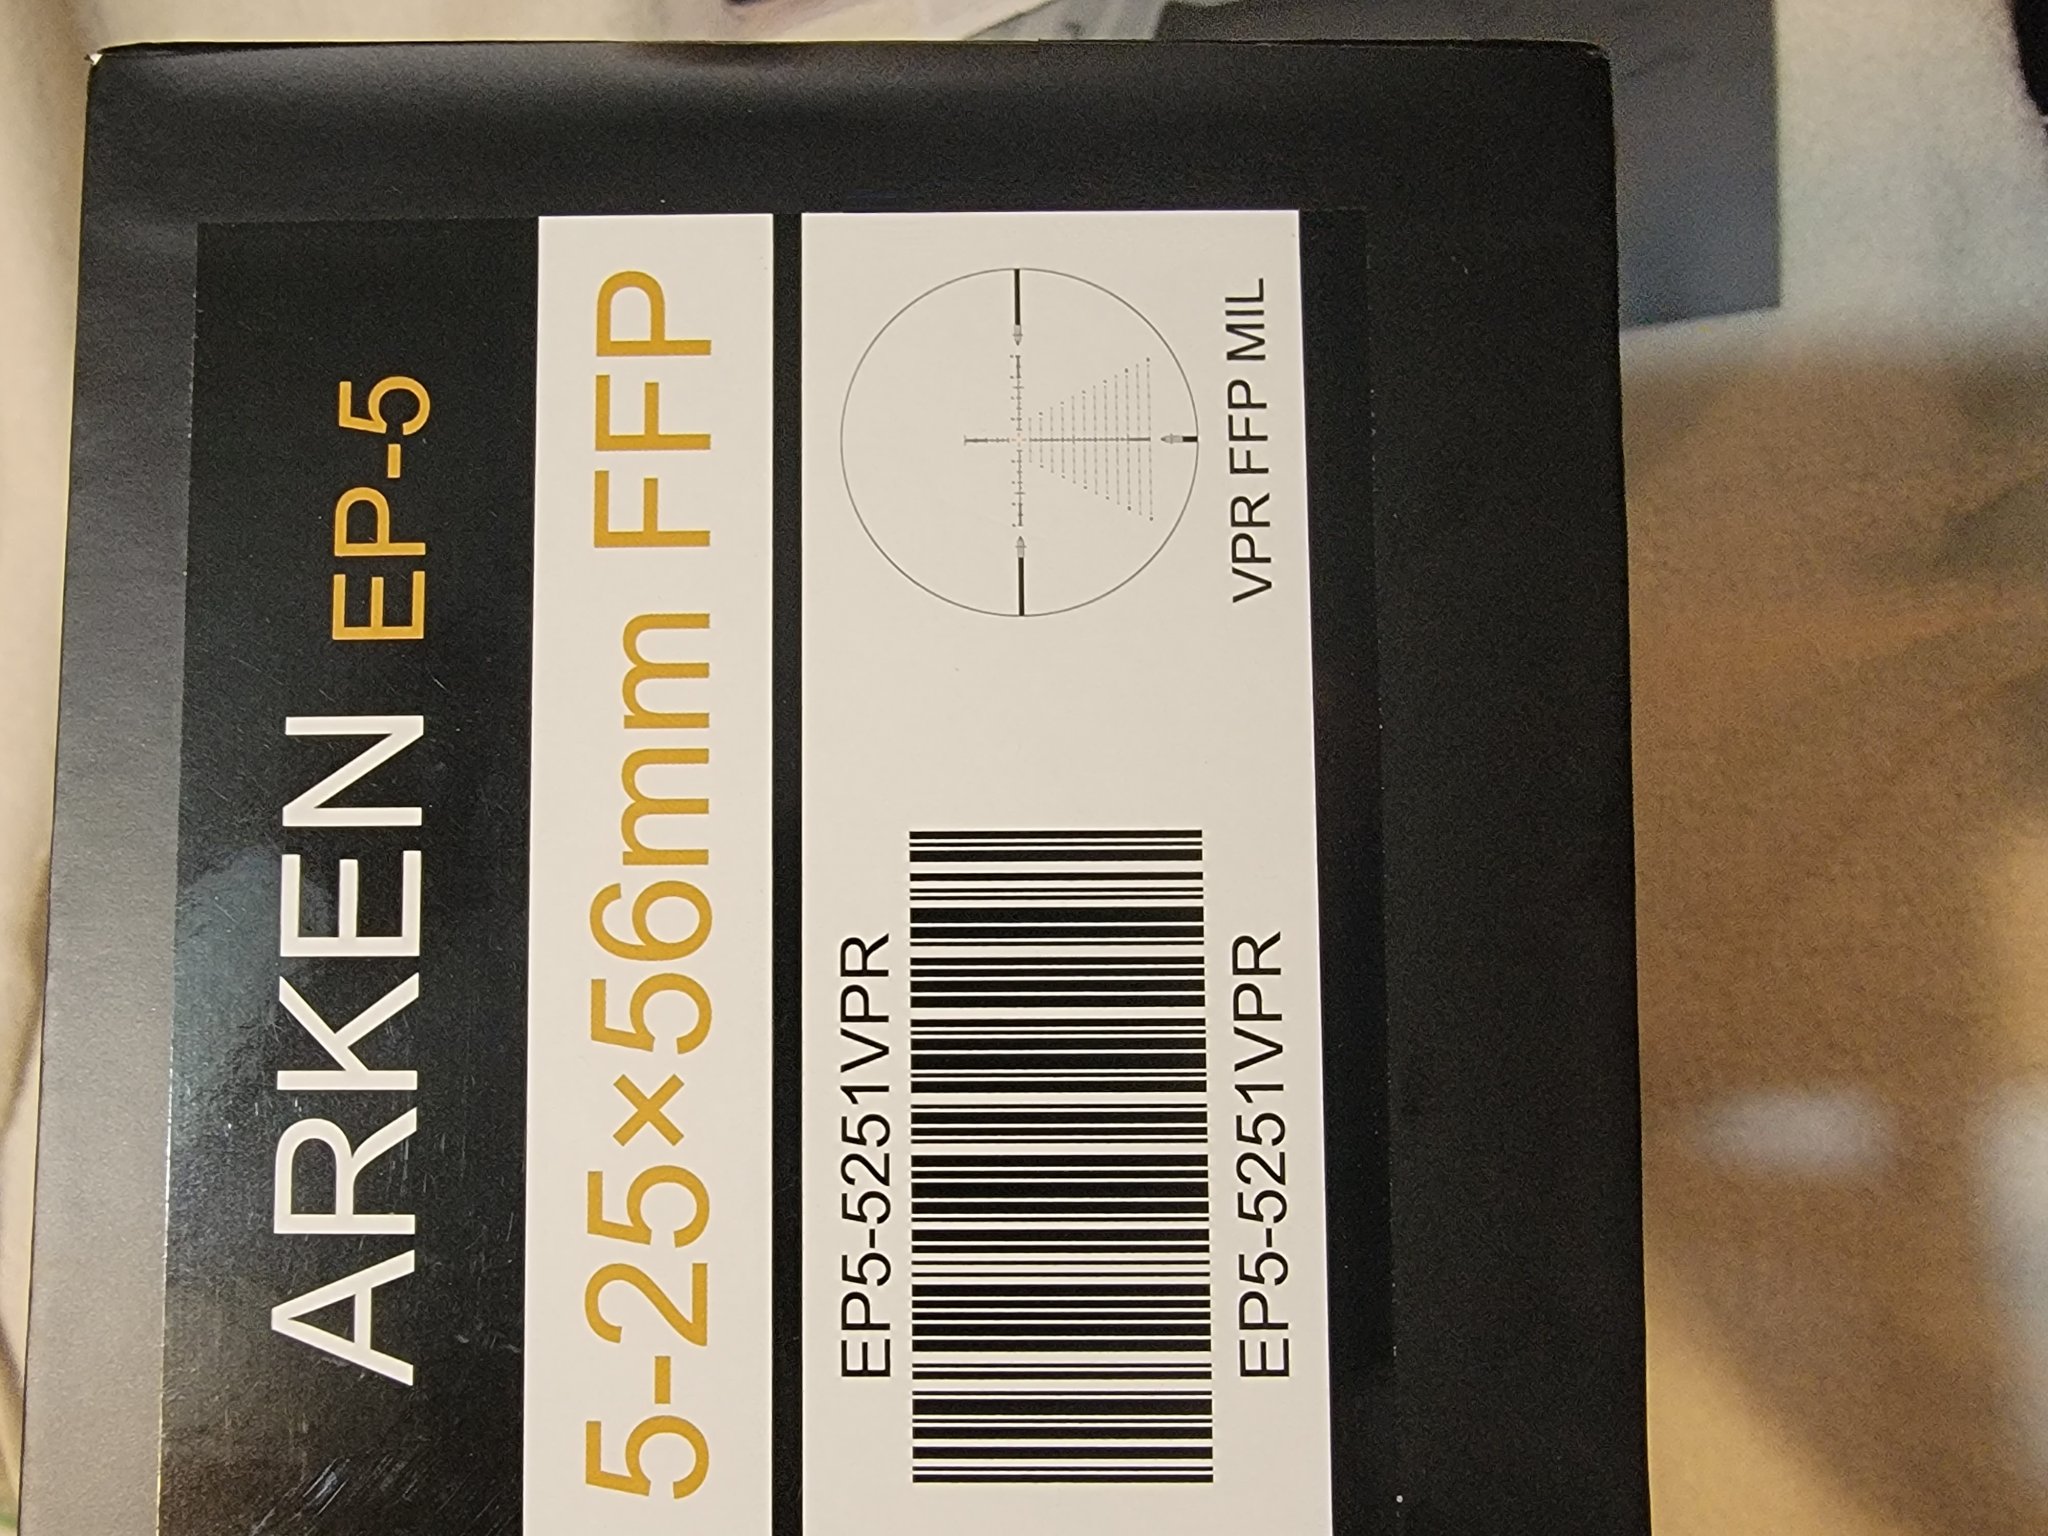 ARKEN EP-5
5-25×56mm FFP
EP5-5251VPR
EP5-5251VPR
VPR FFP MIL